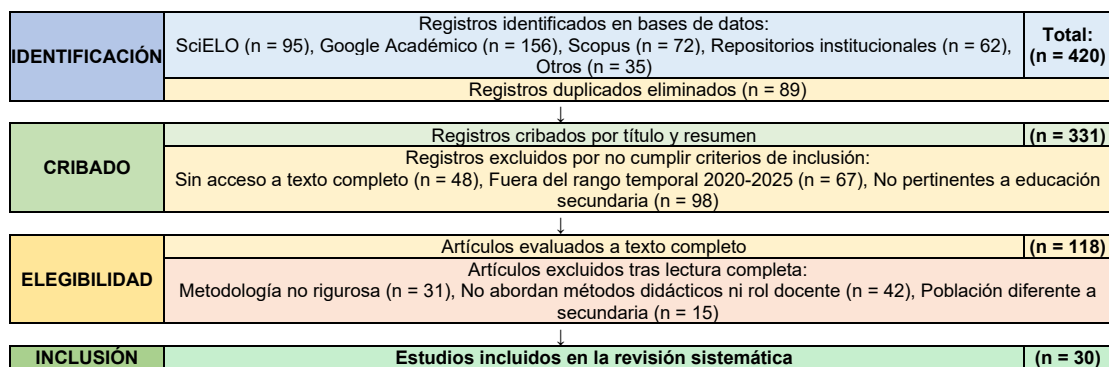 IDENTIFICACIÓN
Registros identificados en bases de datos:
SciELO (n = 95), Google Académico (n = 156), Scopus (n = 72), Repositorios institucionales (n = 62),
Otros (n = 35)
Total:
(n = 420)
Registros duplicados eliminados (n = 89)
↓
CRIBADO
Registros cribados por título y resumen
(n = 331)
Registros excluidos por no cumplir criterios de inclusión:
Sin acceso a texto completo (n = 48), Fuera del rango temporal 2020-2025 (n = 67), No pertinentes a educación
secundaria (n = 98)
↓
ELEGIBILIDAD
Artículos evaluados a texto completo
(n = 118)
Artículos excluidos tras lectura completa:
Metodología no rigurosa (n = 31), No abordan métodos didácticos ni rol docente (n = 42), Población diferente a
secundaria (n = 15)
↓
INCLUSIÓN
Estudios incluidos en la revisión sistemática
(n = 30)